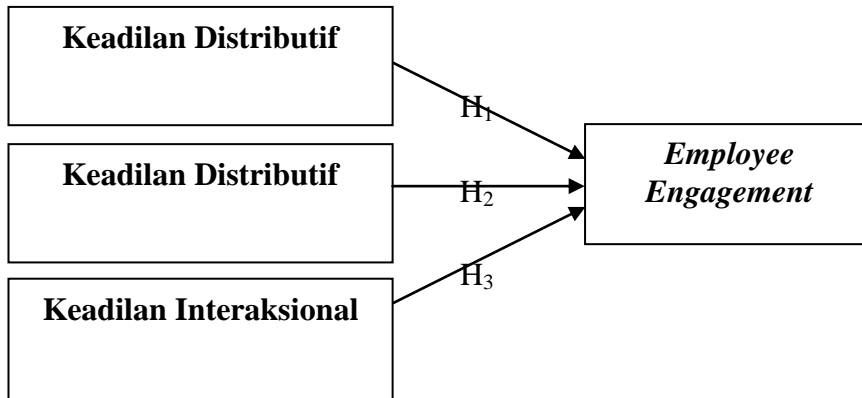 Keadilan Distributif
H₁
Keadilan Distributif
H₂
Employee
Engagement
Keadilan Interaksional
H₃